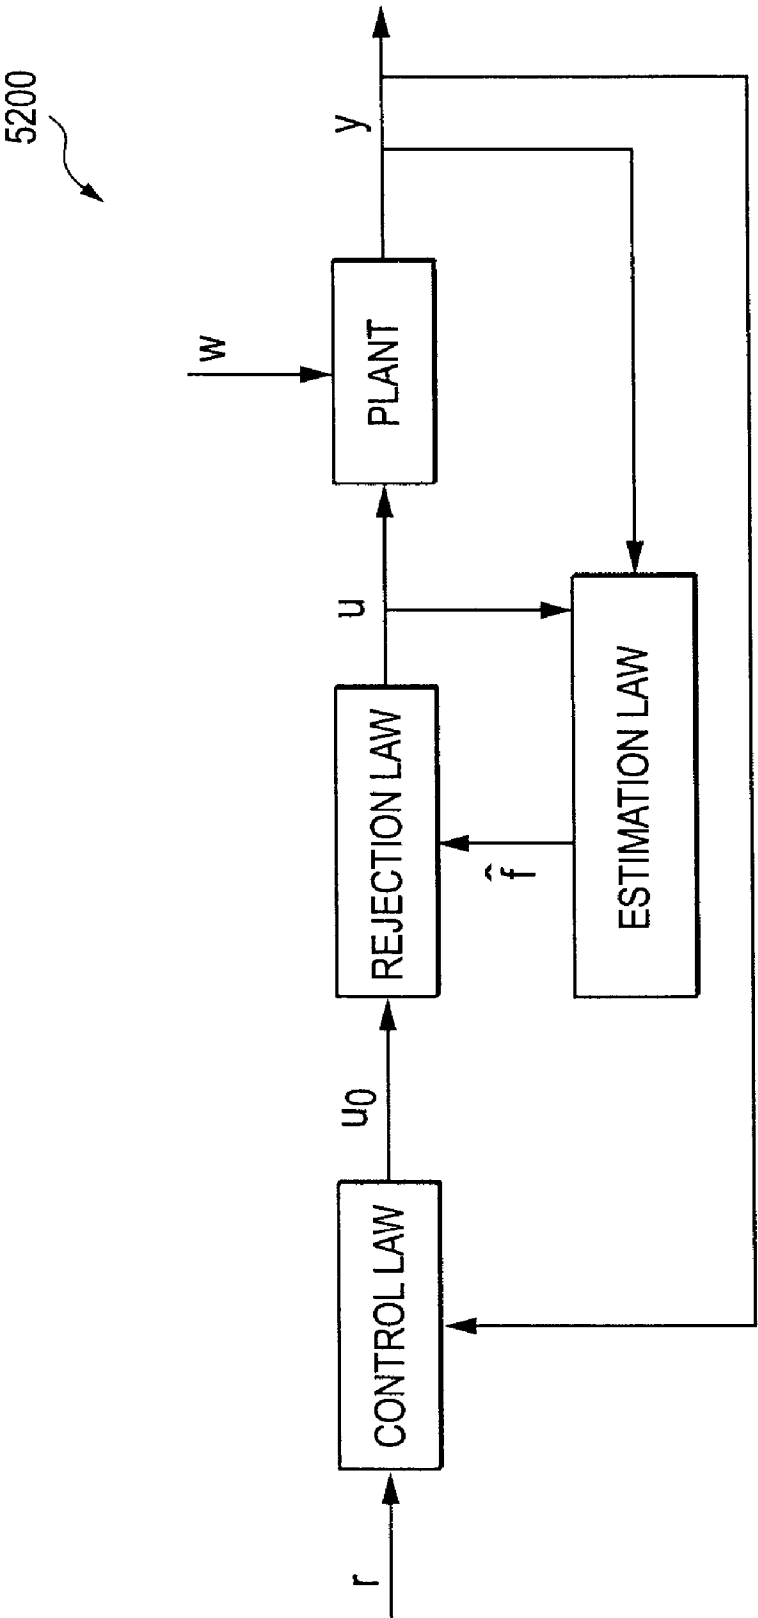 5200
w
r
CONTROL LAW
u0
REJECTION LAW
u
PLANT
y
f̂
ESTIMATION LAW